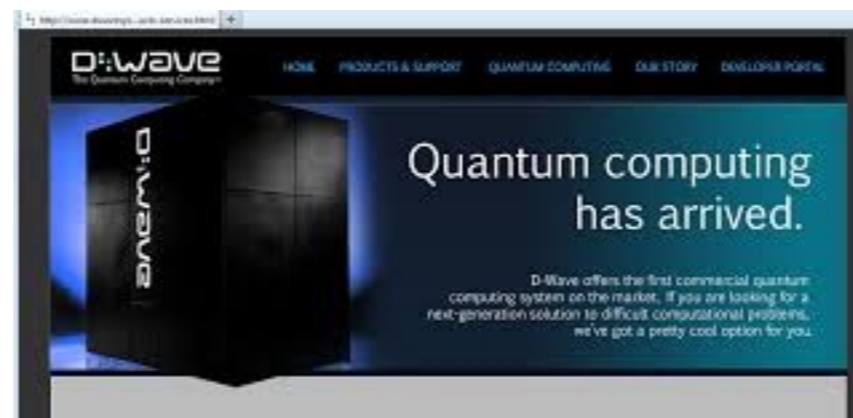 D:Wave
The Quantum Computing Company
HOME PRODUCTS & SUPPORT QUANTUM COMPUTING OUR STORY DEVELOPER PORTAL
D:Wave
Quantum computing
has arrived.
D-Wave offers the first commercial quantum
computing system on the market. If you are looking for a
next-generation solution to difficult computational problems,
we've got a pretty cool option for you.